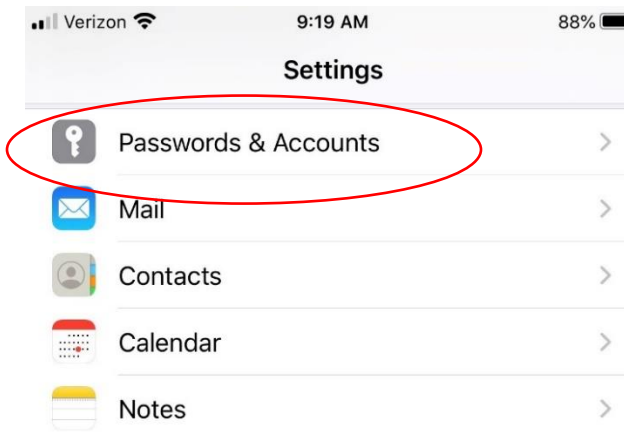 Verizon 9:19 AM 88%
Settings
Passwords & Accounts
Mail
Contacts
Calendar
Notes